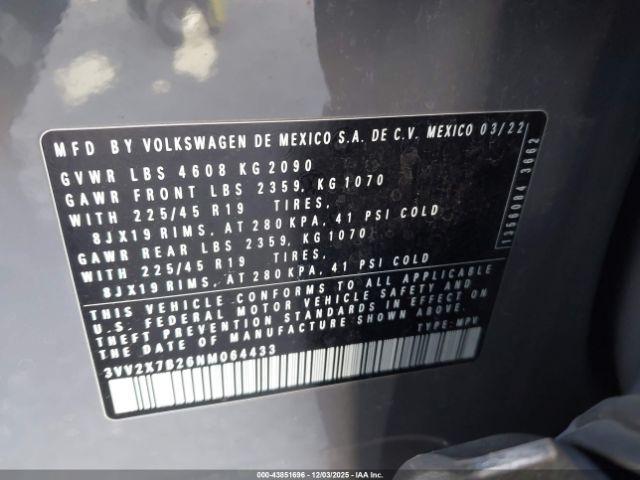 MFD BY VOLKSWAGEN DE MEXICO S.A. DE C.V. MEXICO 03/22
GVWR LBS 4608 KG 2090
GAWR FRONT LBS 2359, KG 1070
WITH 225/45 R19 TIRES,
8JX19 RIMS, AT 280 KPA, 41 PSI COLD
GAWR REAR LBS 2359, KG 1070
WITH 225/45 R19 TIRES,
8JX19 RIMS, AT 280 KPA, 41 PSI COLD
THIS VEHICLE CONFORMS TO ALL APPLICABLE
U.S. FEDERAL MOTOR VEHICLE SAFETY AND
THEFT PREVENTION STANDARDS IN EFFECT ON
THE DATE OF MANUFACTURE SHOWN ABOVE.
TYPE: MPV
3VV2X7B26NM064433
1350004 3662
000-43851696 - 12/03/2025 - IAA Inc.